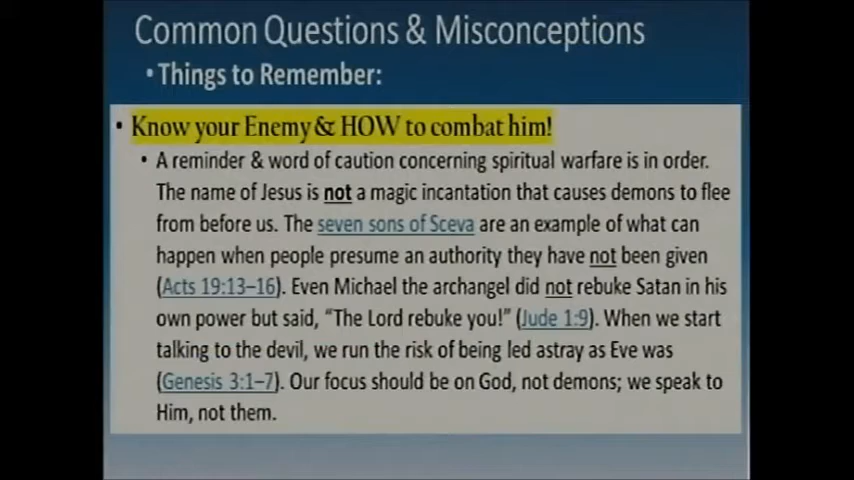 Common Questions & Misconceptions
• Things to Remember:
• Know your Enemy & HOW to combat him!
• A reminder & word of caution concerning spiritual warfare is in order.
The name of Jesus is not a magic incantation that causes demons to flee
from before us. The seven sons of Sceva are an example of what can
happen when people presume an authority they have not been given
(Acts 19:13–16). Even Michael the archangel did not rebuke Satan in his
own power but said, “The Lord rebuke you!” (Jude 1:9). When we start
talking to the devil, we run the risk of being led astray as Eve was
(Genesis 3:1–7). Our focus should be on God, not demons; we speak to
Him, not them.